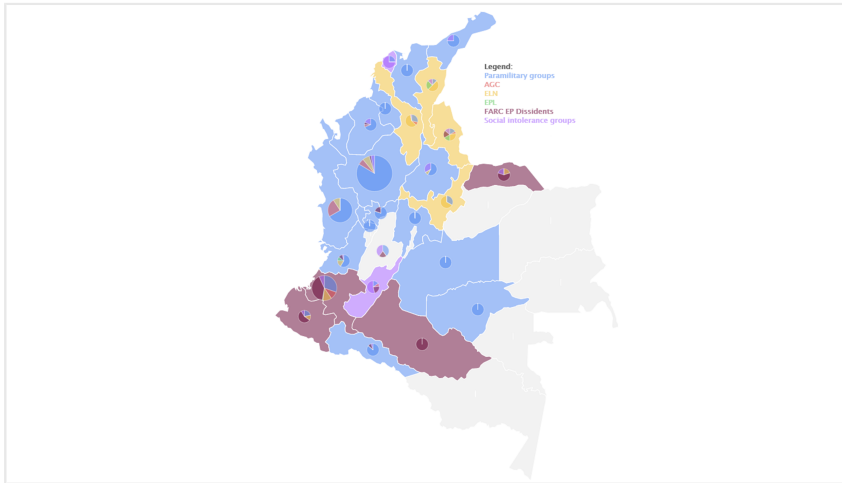 Legend:
Paramilitary groups
AGC
ELN
EPL
FARC EP Dissidents
Social intolerance groups